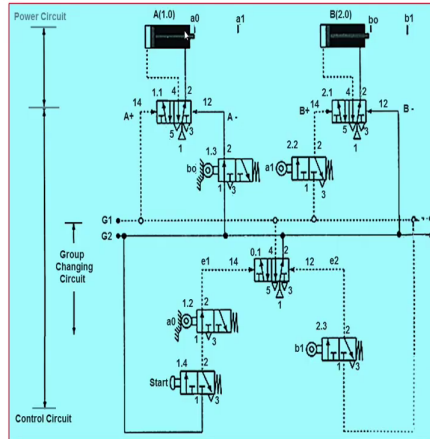 Power Circuit
A(1.0) a0 a1
B(2.0) bo b1
1.1 4 2
14 12
A+ A -
5 3
1
2.1 4 2
14 12
B+ B -
5 3
1
1.3 2
bo
1 3
2.2 2
a1
1 3
G1
G2
Group
Changing
Circuit
0.1 4 2
e1 14 12 e2
5 3
1
1.2 2
a0
1 3
2.3 2
b1
1 3
1.4 2
Start
1 3
Control Circuit